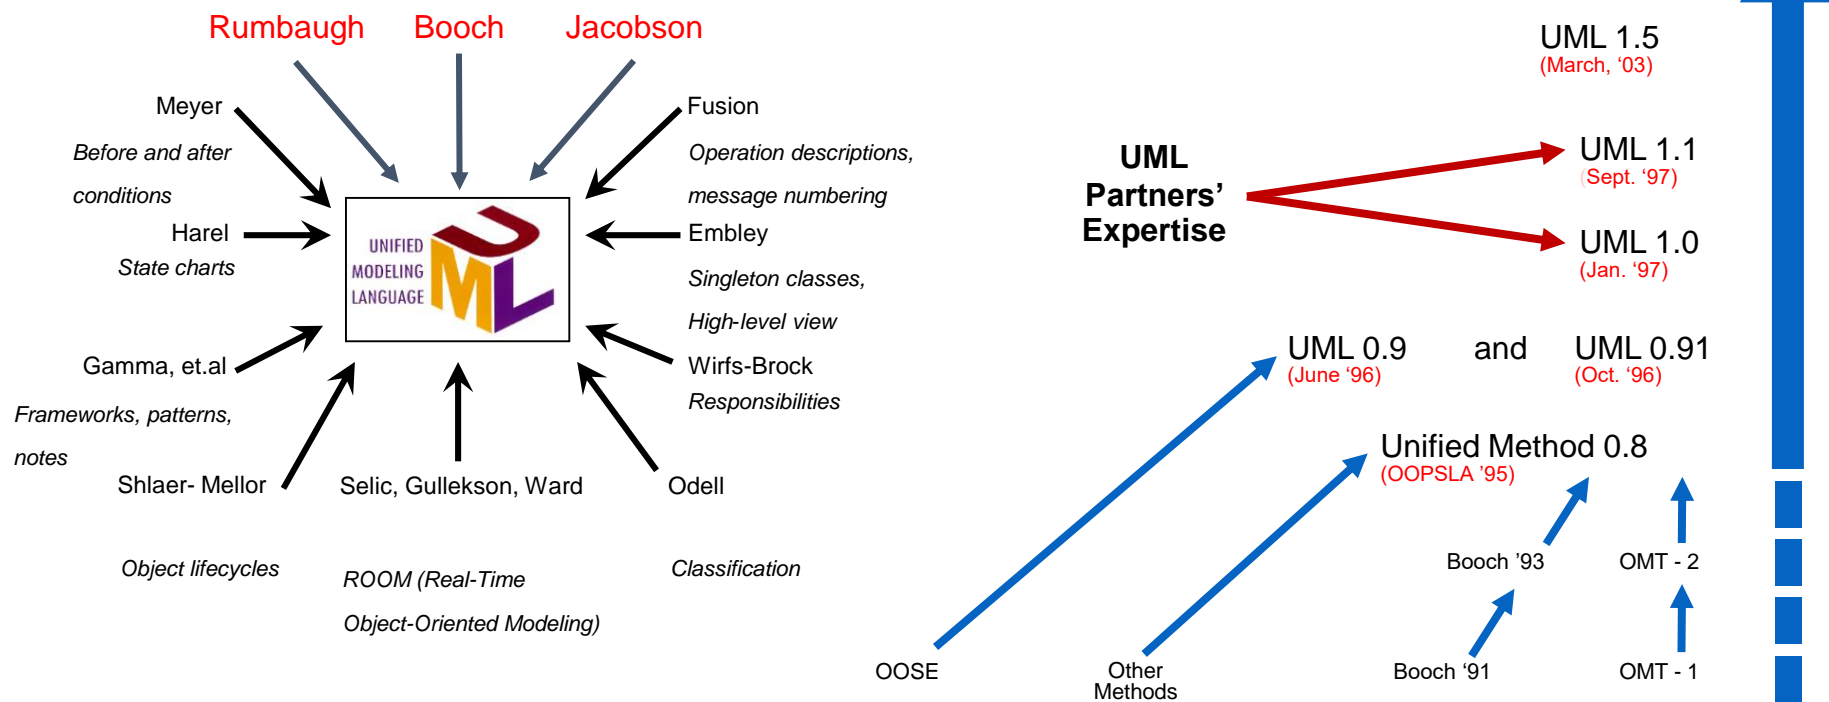 Rumbaugh Booch Jacobson
Meyer
Before and after
conditions
Harel
State charts
Gamma, et.al
Frameworks, patterns,
notes
Shlaer- Mellor
Object lifecycles
UNIFIED
MODELING
LANGUAGE
UML
Selic, Gullekson, Ward
ROOM (Real-Time
Object-Oriented Modeling)
Fusion
Operation descriptions,
message numbering
Embley
Singleton classes,
High-level view
Wirfs-Brock
Responsibilities
Odell
Classification
UML 1.5
(March, ‘03)
UML
Partners’
Expertise
UML 1.1
(Sept. ‘97)
UML 1.0
(Jan. ‘97)
UML 0.9 and UML 0.91
(June ‘96) (Oct. ‘96)
Unified Method 0.8
(OOPSLA ’95)
Booch ‘93 OMT - 2
OOSE
Other
Methods
Booch ‘91 OMT - 1